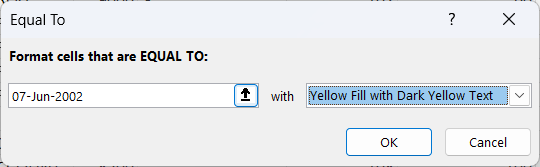 Equal To
?
Format cells that are EQUAL TO:
07-Jun-2002
with
Yellow Fill with Dark Yellow Text
OK
Cancel